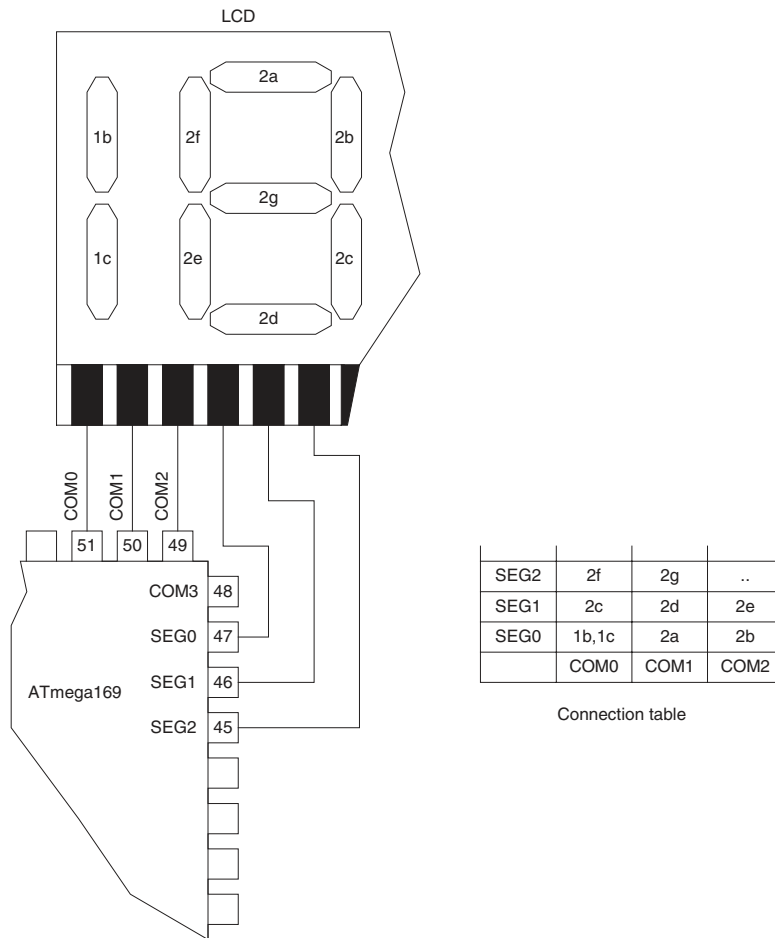 LCD
2a
1b 2f 2b
2g
1c 2e 2c
2d
COM0 COM1 COM2
51 50 49
COM3 48
SEG0 47
ATmega169 SEG1 46
SEG2 45
SEG2 2f 2g ..
SEG1 2c 2d 2e
SEG0 1b,1c 2a 2b
COM0 COM1 COM2
Connection table